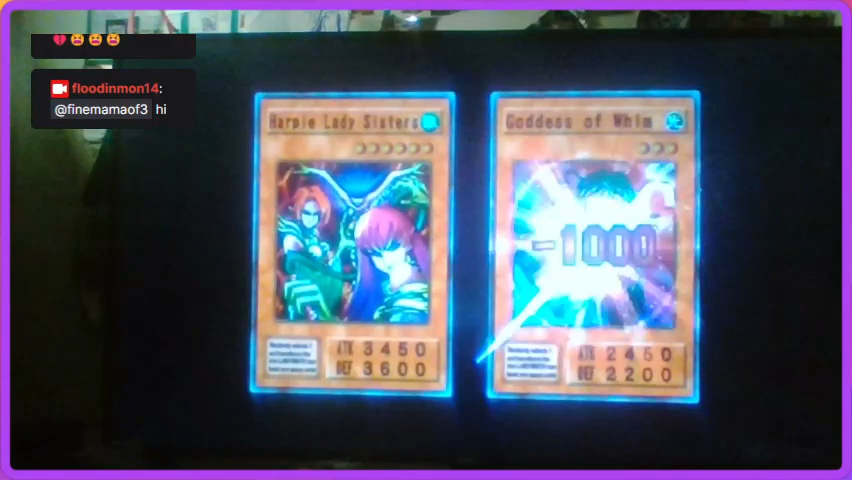 floodinmon14:
@finemamaof3 hi
Harpie Lady Sisters
Goddess of Whim
-1000
ATK 3450
DEF 3600
ATK 2450
DEF 2200